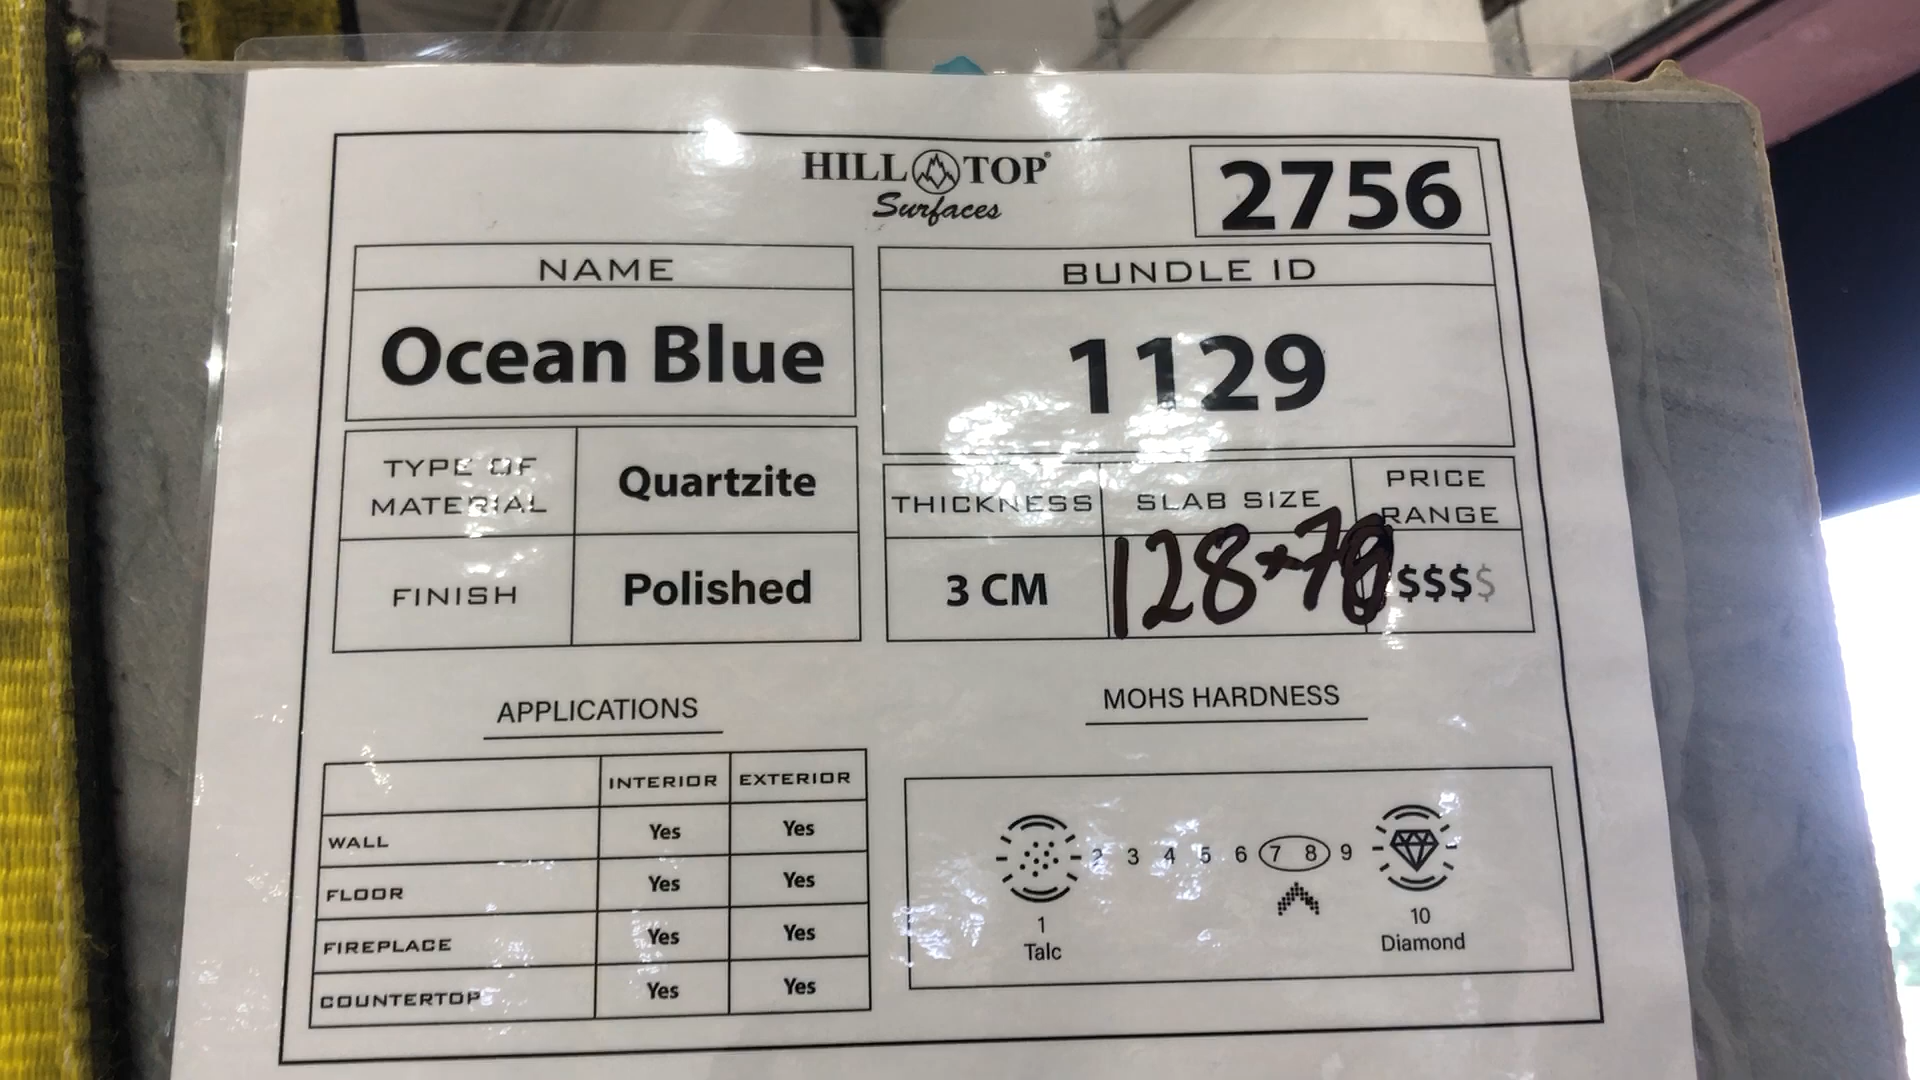 HILL TOP®
Surfaces
2756
NAME
Ocean Blue
BUNDLE ID
1129
TYPE OF
MATERIAL
Quartzite
FINISH
Polished
THICKNESS
SLAB SIZE
PRICE
RANGE
3 CM
$$$$
APPLICATIONS
INTERIOR EXTERIOR
WALL Yes Yes
FLOOR Yes Yes
FIREPLACE Yes Yes
COUNTERTOP Yes Yes
MOHS HARDNESS
2 3 4 5 6 7 8 9
1
Talc
10
Diamond